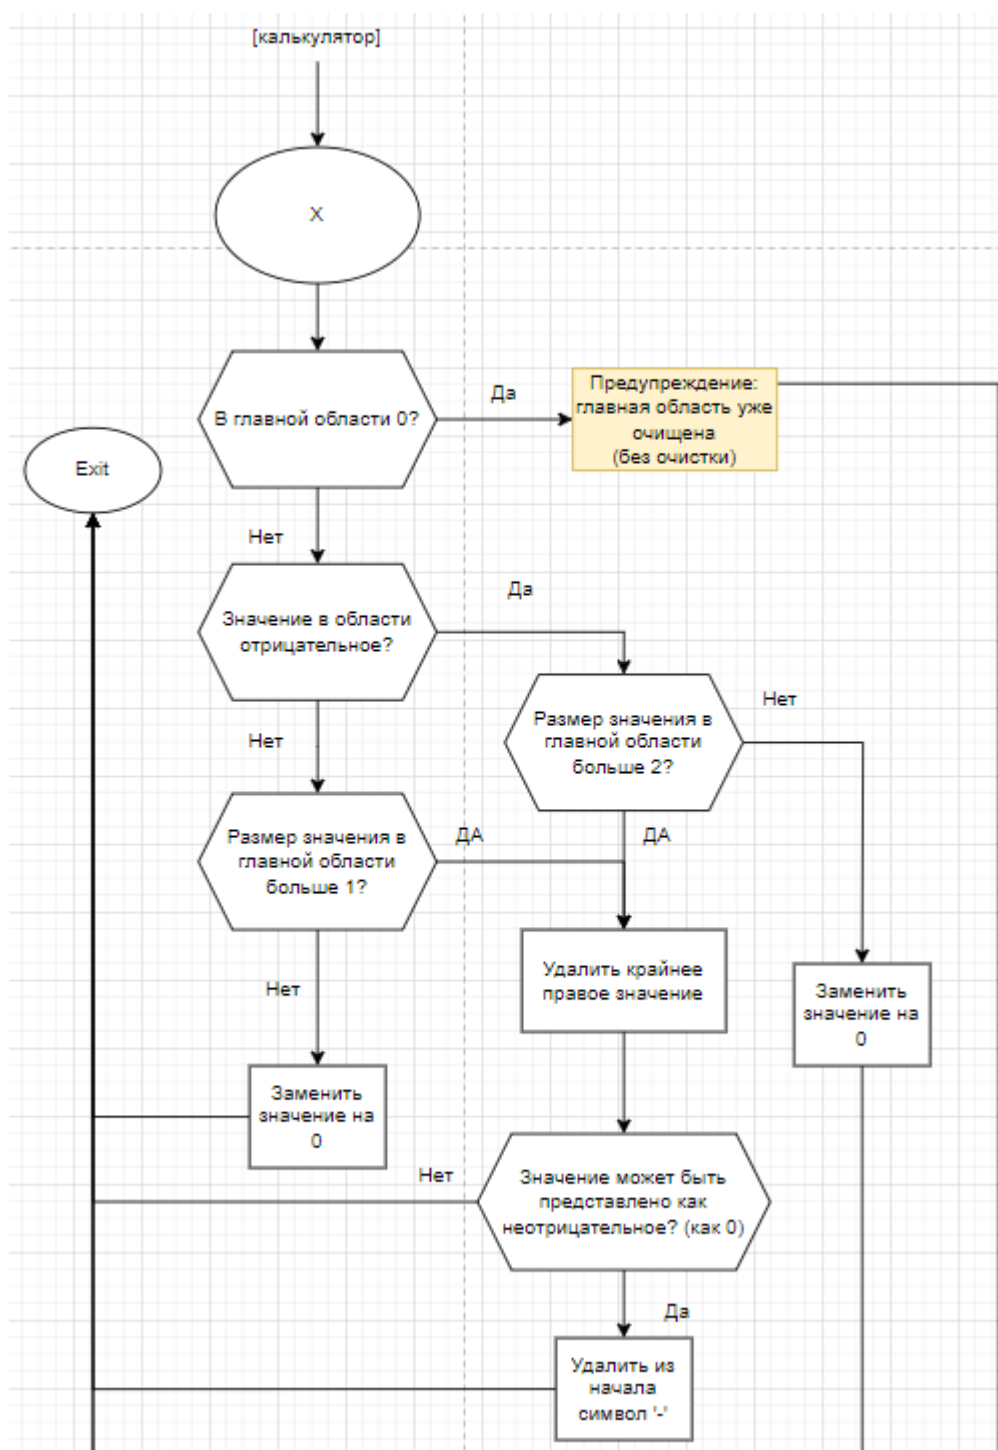 [калькулятор]
X
В главной области 0?
Да
Предупреждение:
главная область уже
очищена
(без очистки)
Exit
Нет
Значение в области
отрицательное?
Да
Нет
Размер значения в
главной области
больше 2?
Нет
Размер значения в
главной области
больше 1?
ДА
ДА
Удалить крайнее
правое значение
Заменить
значение на
0
Нет
Заменить
значение на
0
Нет
Значение может быть
представлено как
неотрицательное? (как 0)
Да
Удалить из
начала
символ '-'